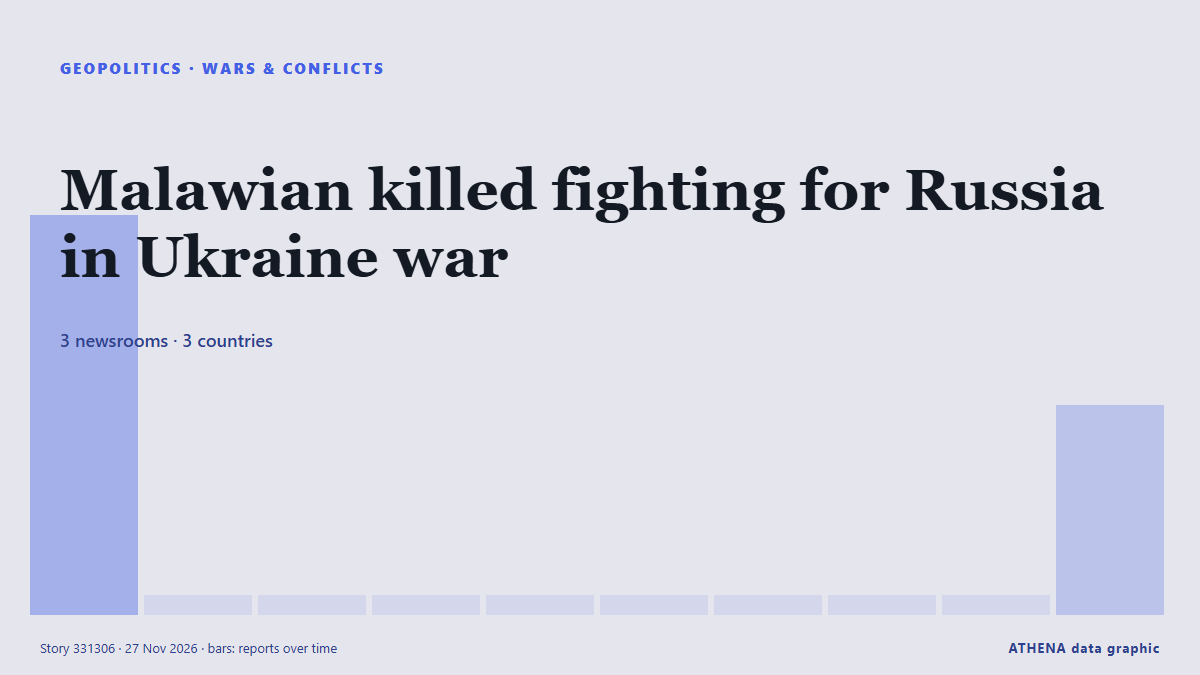 GEOPOLITICS · WARS & CONFLICTS
Malawian killed fighting for Russia
in Ukraine war
3 newsrooms · 3 countries
Story 331306 · 27 Nov 2026 · bars: reports over time
ATHENA data graphic